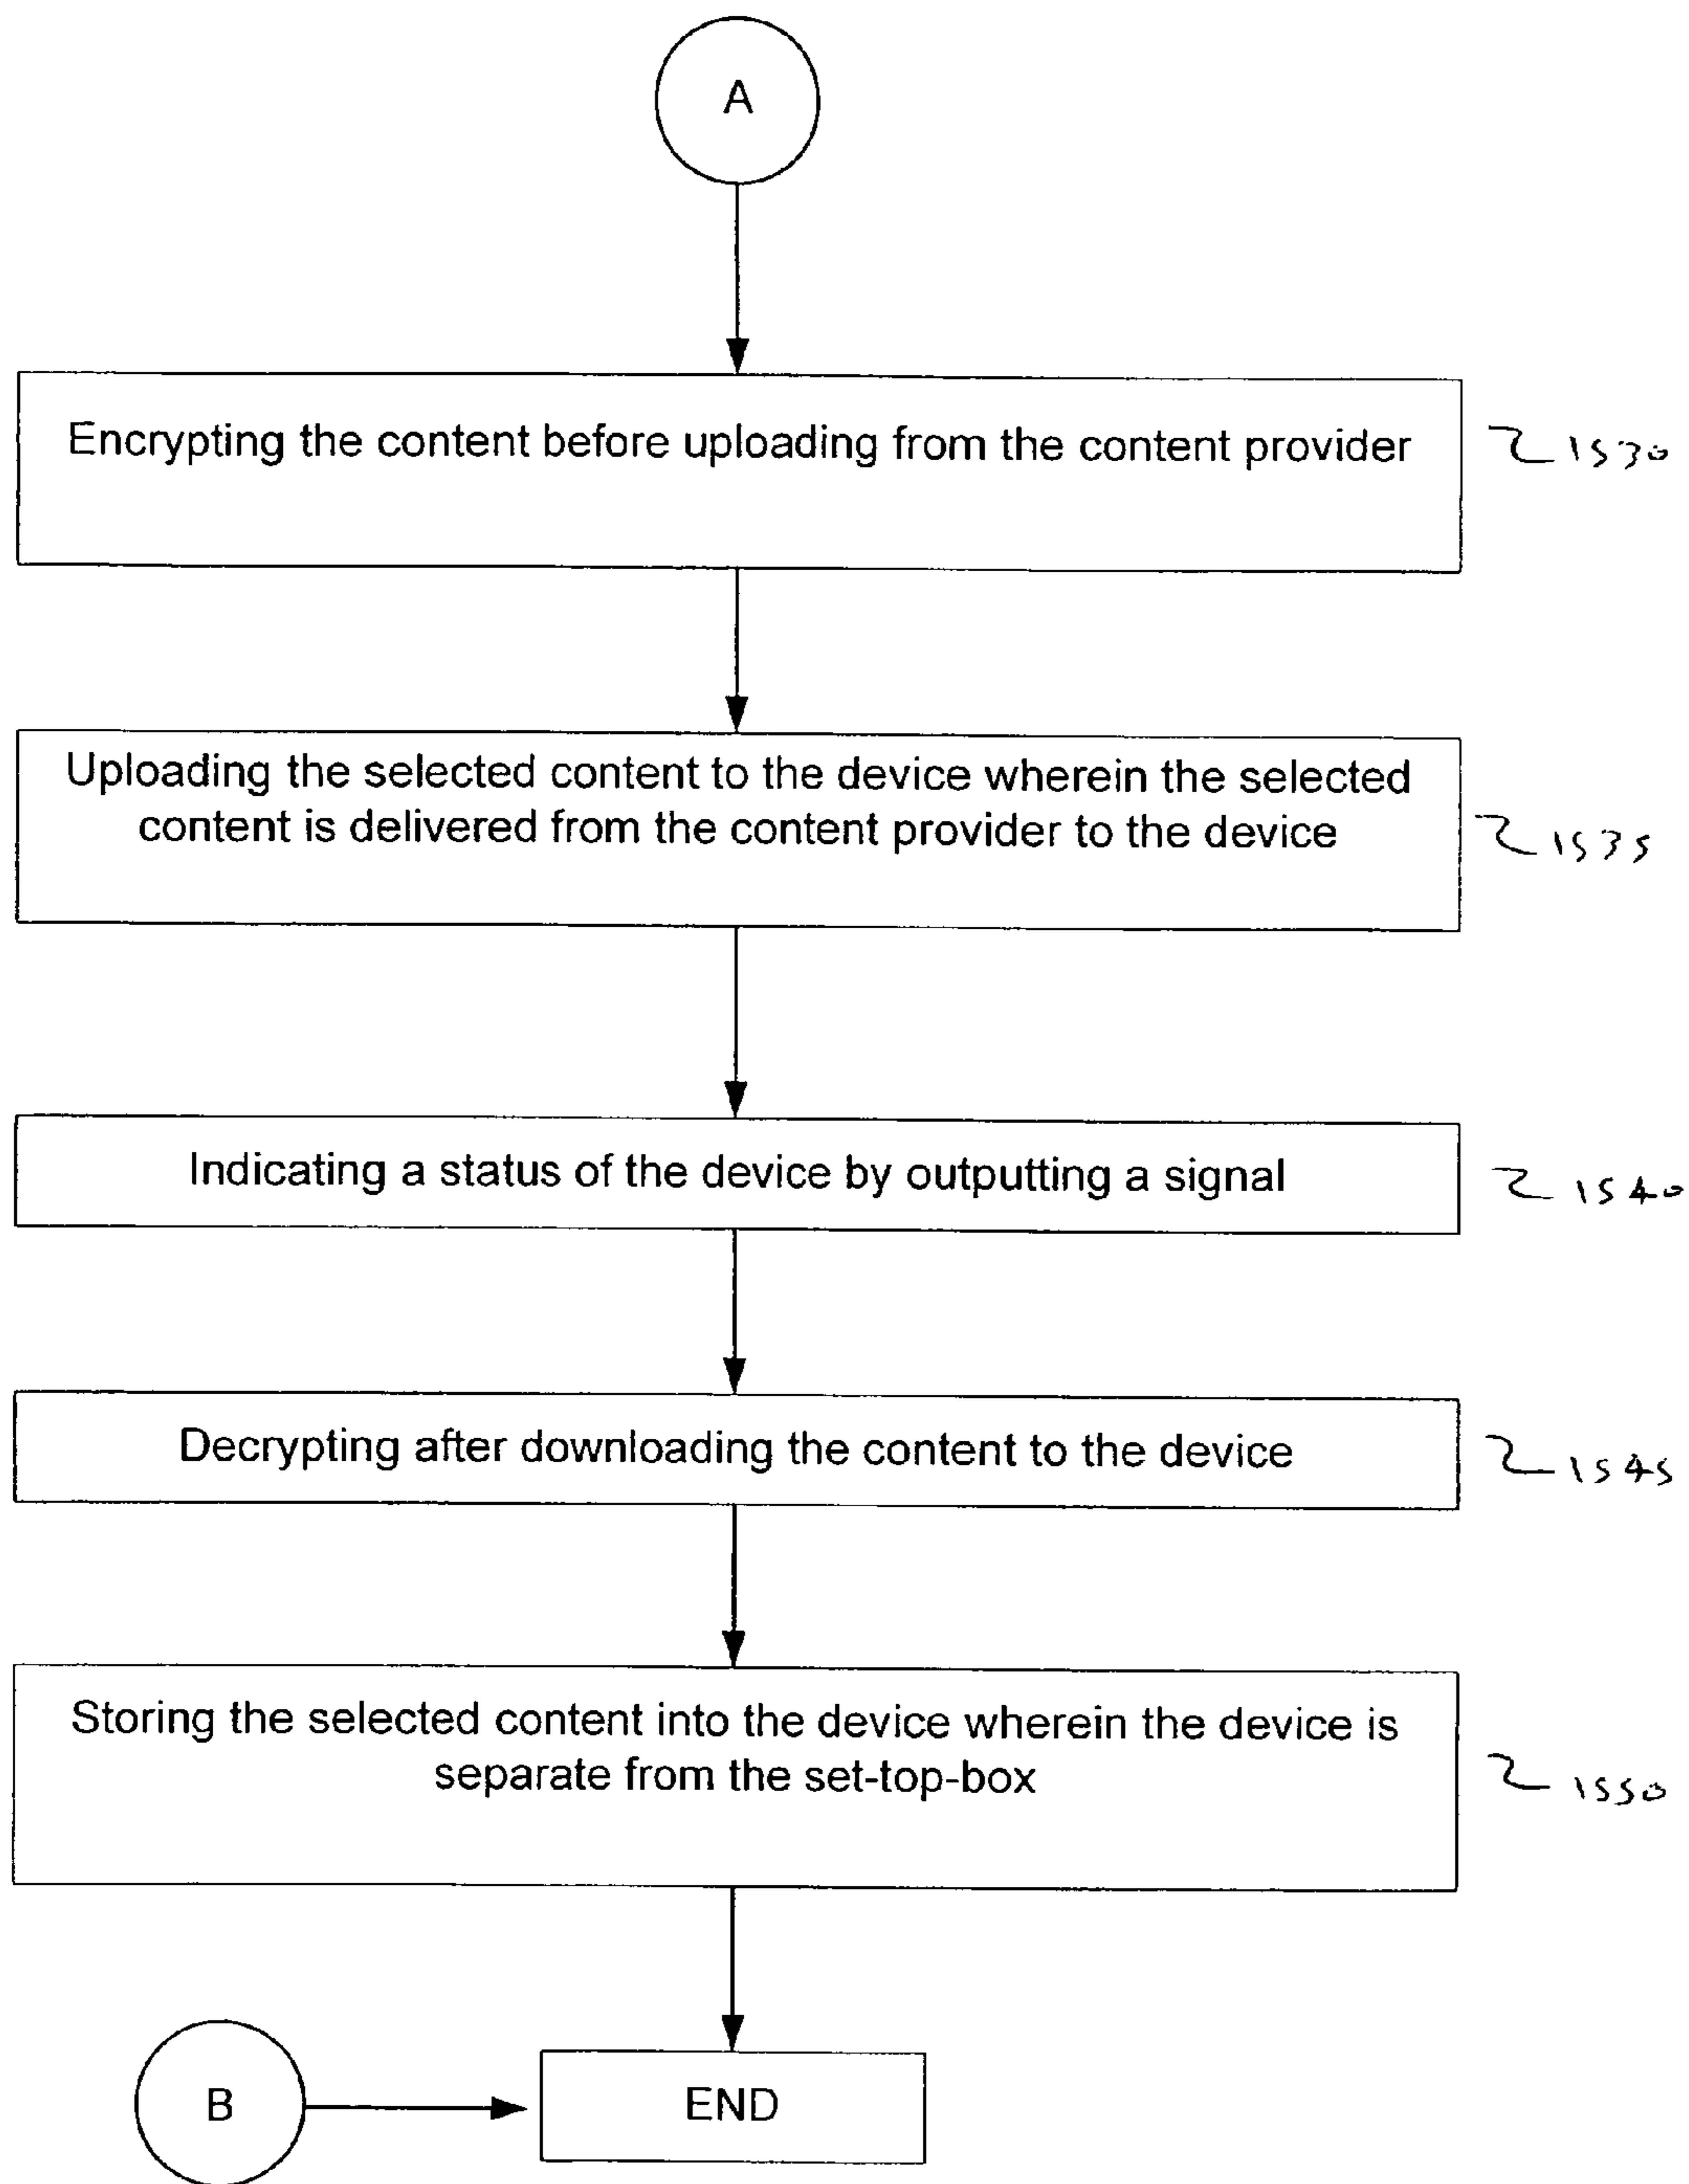 A
Encrypting the content before uploading from the content provider
1530
Uploading the selected content to the device wherein the selected
content is delivered from the content provider to the device
1535
Indicating a status of the device by outputting a signal
1540
Decrypting after downloading the content to the device
1545
Storing the selected content into the device wherein the device is
separate from the set-top-box
1550
B
END